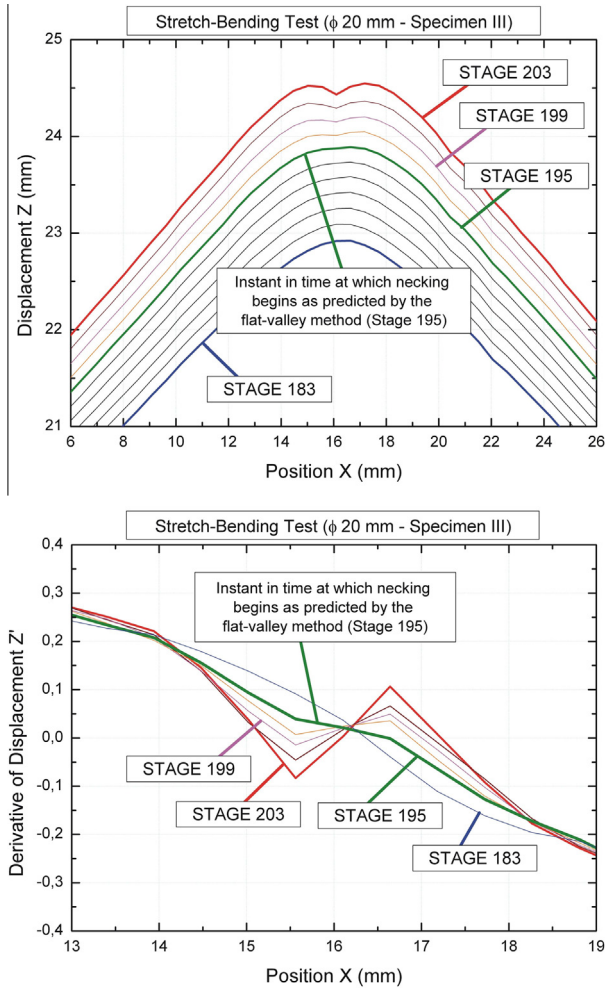 Stretch-Bending Test (ϕ 20 mm - Specimen III)
25
24
23
22
21
Displacement Z (mm)
STAGE 203
STAGE 199
STAGE 195
Instant in time at which necking
begins as predicted by the
flat-valley method (Stage 195)
STAGE 183
6 8 10 12 14 16 18 20 22 24 26
Position X (mm)
Stretch-Bending Test (ϕ 20 mm - Specimen III)
0,4
0,3
0,2
0,1
0,0
-0,1
-0,2
-0,3
-0,4
Derivative of Displacement Z'
Instant in time at which necking
begins as predicted by the
flat-valley method (Stage 195)
STAGE 199
STAGE 203
STAGE 195
STAGE 183
13 14 15 16 17 18 19
Position X (mm)